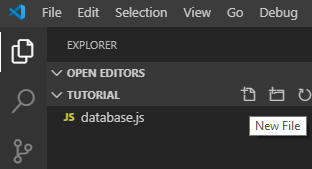 File Edit Selection View Go Debug
EXPLORER
OPEN EDITORS
TUTORIAL
JS database.js
New File